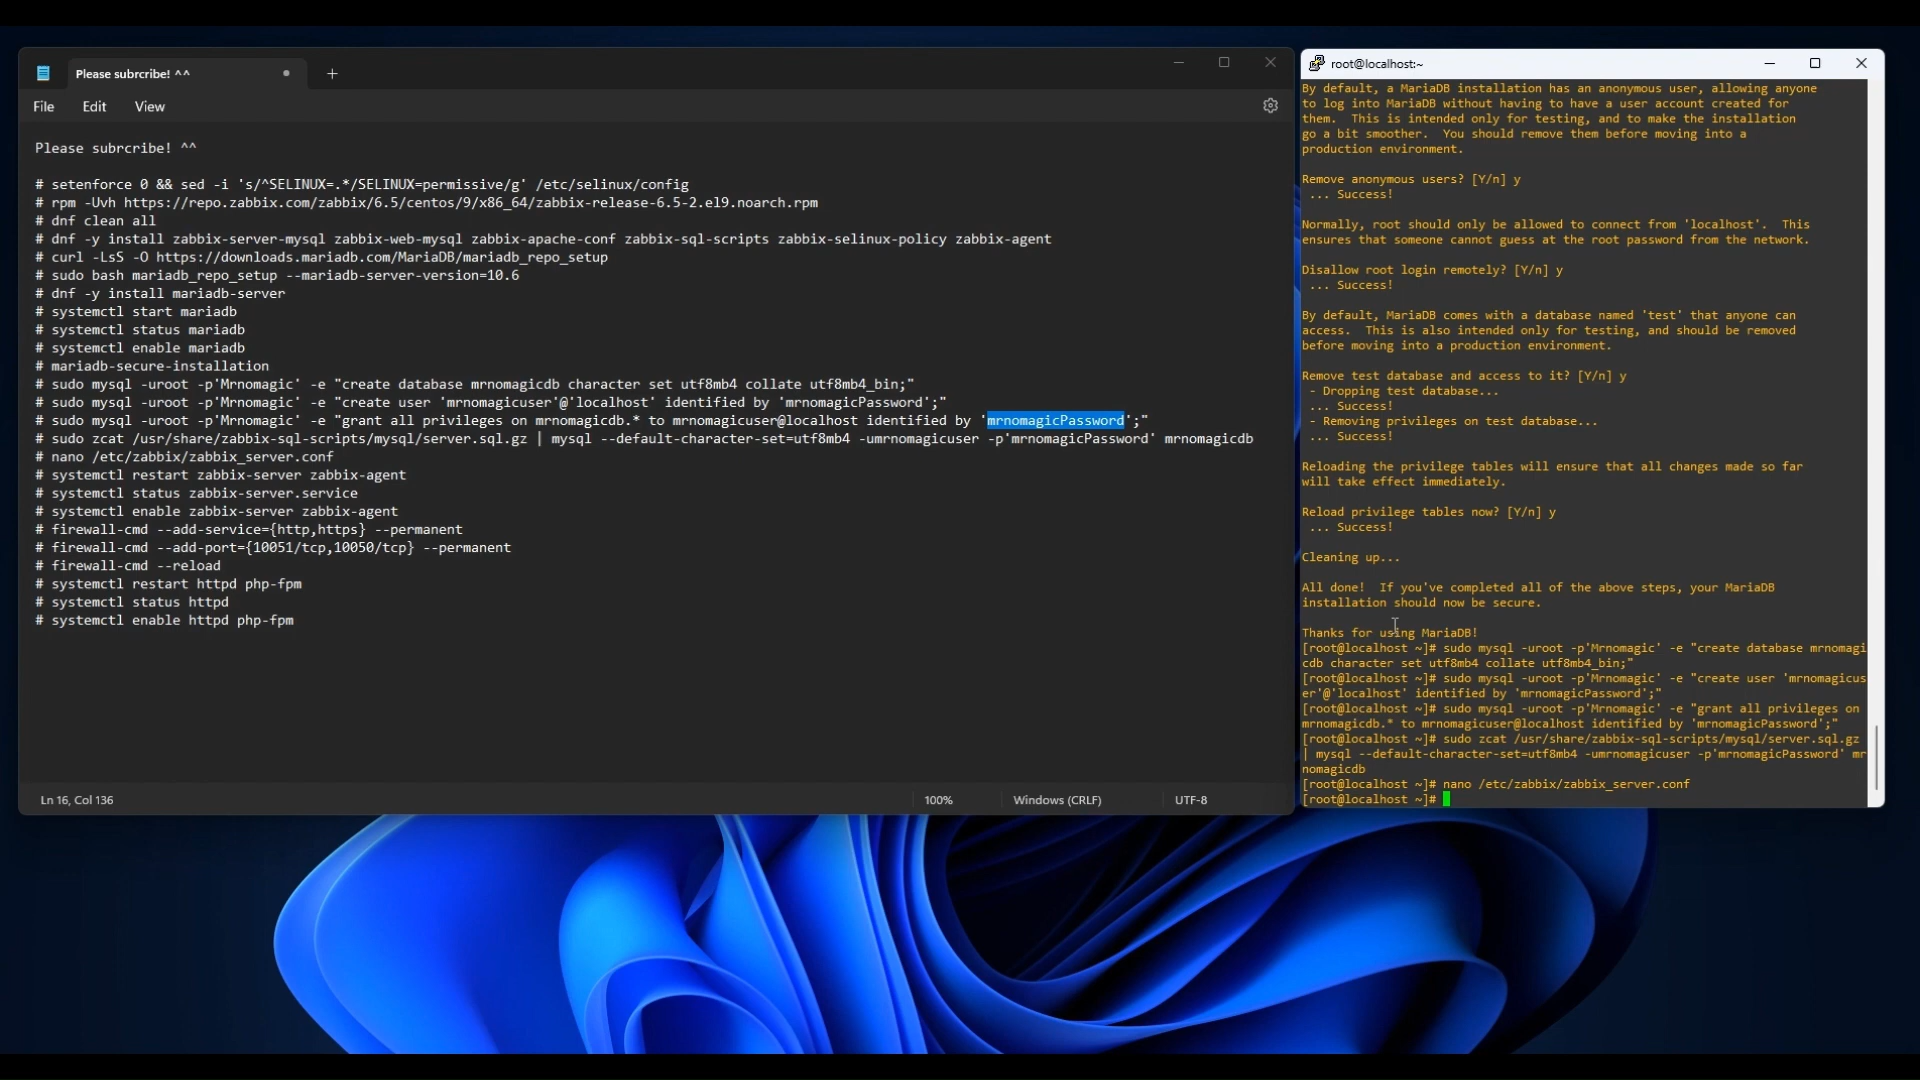 Please subrcribe! ^^
File Edit View
Please subrcribe! ^^
# setenforce 0 && sed -i 's/^SELINUX=.*/SELINUX=permissive/g' /etc/selinux/config
# rpm -Uvh https://repo.zabbix.com/zabbix/6.5/centos/9/x86_64/zabbix-release-6.5-2.el9.noarch.rpm
# dnf clean all
# dnf -y install zabbix-server-mysql zabbix-web-mysql zabbix-apache-conf zabbix-sql-scripts zabbix-selinux-policy zabbix-agent
# curl -LsS -O https://downloads.mariadb.com/MariaDB/mariadb_repo_setup
# sudo bash mariadb_repo_setup --mariadb-server-version=10.6
# dnf -y install mariadb-server
# systemctl start mariadb
# systemctl status mariadb
# systemctl enable mariadb
# mariadb-secure-installation
# sudo mysql -uroot -p'Mrnomagic' -e "create database mrnomagicdb character set utf8mb4 collate utf8mb4_bin;"
# sudo mysql -uroot -p'Mrnomagic' -e "create user 'mrnomagicuser'@'localhost' identified by 'mrnomagicPassword';"
# sudo mysql -uroot -p'Mrnomagic' -e "grant all privileges on mrnomagicdb.* to mrnomagicuser@localhost identified by 'mrnomagicPassword';"
# sudo zcat /usr/share/zabbix-sql-scripts/mysql/server.sql.gz | mysql --default-character-set=utf8mb4 -umrnomagicuser -p'mrnomagicPassword' mrnomagicdb
# nano /etc/zabbix/zabbix_server.conf
# systemctl restart zabbix-server zabbix-agent
# systemctl status zabbix-server.service
# systemctl enable zabbix-server zabbix-agent
# firewall-cmd --add-service={http,https} --permanent
# firewall-cmd --add-port={10051/tcp,10050/tcp} --permanent
# firewall-cmd --reload
# systemctl restart httpd php-fpm
# systemctl status httpd
# systemctl enable httpd php-fpm
Ln 16, Col 136 100% Windows (CRLF) UTF-8
root@localhost:~
By default, a MariaDB installation has an anonymous user, allowing anyone
to log into MariaDB without having to have a user account created for
them.  This is intended only for testing, and to make the installation
go a bit smoother.  You should remove them before moving into a
production environment.
Remove anonymous users? [Y/n] y
... Success!
Normally, root should only be allowed to connect from 'localhost'.  This
ensures that someone cannot guess at the root password from the network.
Disallow root login remotely? [Y/n] y
... Success!
By default, MariaDB comes with a database named 'test' that anyone can
access.  This is also intended only for testing, and should be removed
before moving into a production environment.
Remove test database and access to it? [Y/n] y
- Dropping test database...
... Success!
- Removing privileges on test database...
... Success!
Reloading the privilege tables will ensure that all changes made so far
will take effect immediately.
Reload privilege tables now? [Y/n] y
... Success!
Cleaning up...
All done!  If you've completed all of the above steps, your MariaDB
installation should now be secure.
Thanks for using MariaDB!
[root@localhost ~]# sudo mysql -uroot -p'Mrnomagic' -e "create database mrnomagi
cdb character set utf8mb4 collate utf8mb4_bin;"
[root@localhost ~]# sudo mysql -uroot -p'Mrnomagic' -e "create user 'mrnomagicus
er'@'localhost' identified by 'mrnomagicPassword';"
[root@localhost ~]# sudo mysql -uroot -p'Mrnomagic' -e "grant all privileges on
mrnomagicdb.* to mrnomagicuser@localhost identified by 'mrnomagicPassword';"
[root@localhost ~]# sudo zcat /usr/share/zabbix-sql-scripts/mysql/server.sql.gz
| mysql --default-character-set=utf8mb4 -umrnomagicuser -p'mrnomagicPassword' mr
nomagicdb
[root@localhost ~]# nano /etc/zabbix/zabbix_server.conf
[root@localhost ~]#